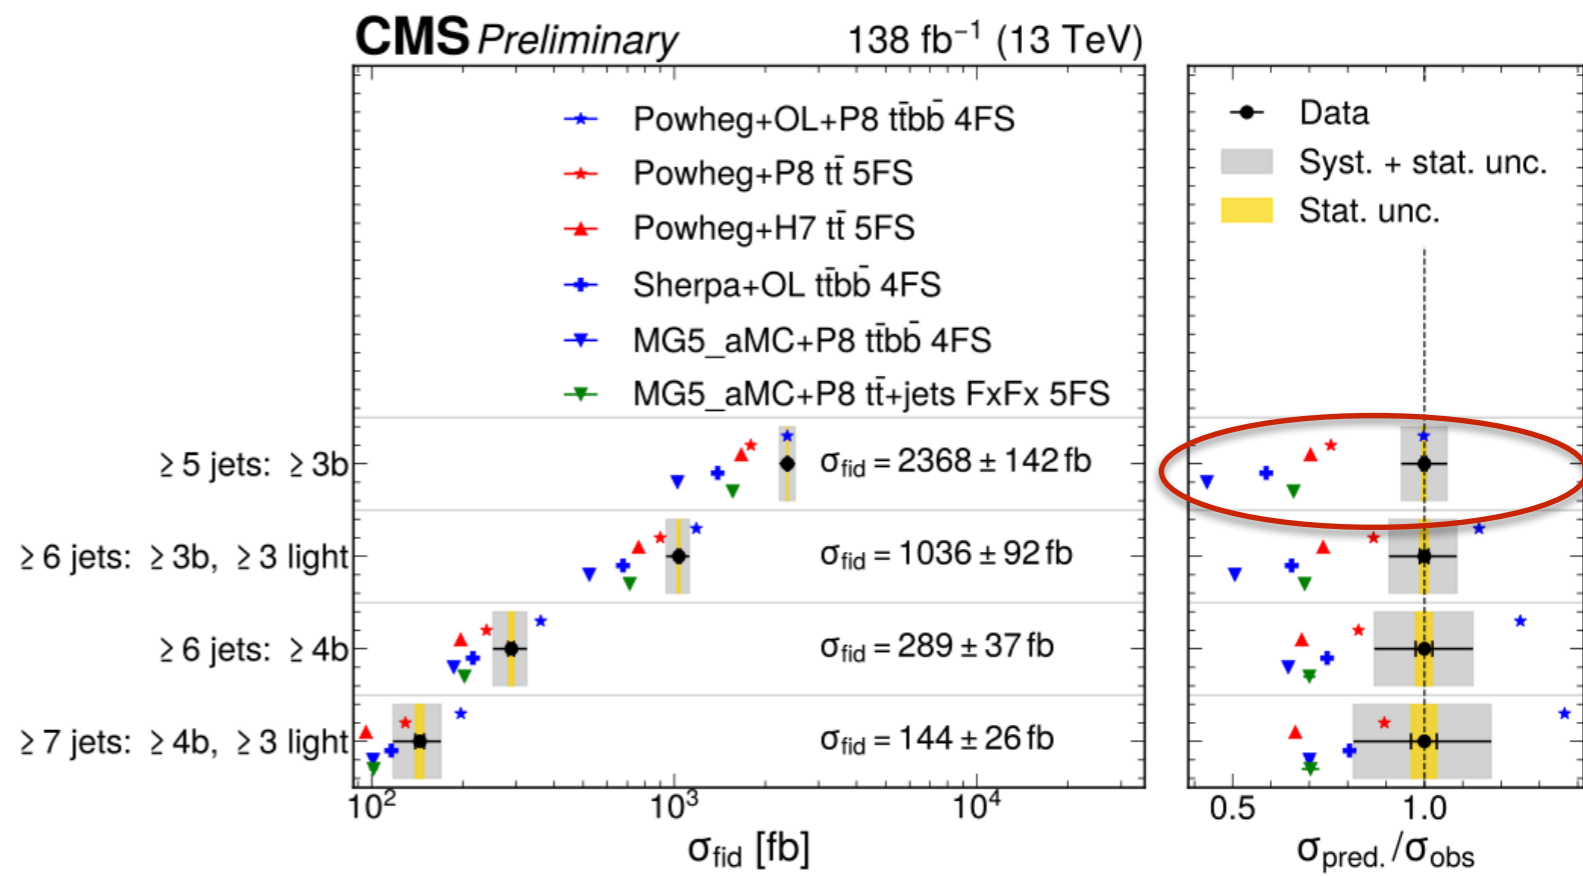 CMS Preliminary 138 fb⁻¹ (13 TeV)
Powheg+OL+P8 tt̄bb̄ 4FS
Powheg+P8 tt̄ 5FS
Powheg+H7 tt̄ 5FS
Sherpa+OL tt̄bb̄ 4FS
MG5_aMC+P8 tt̄bb̄ 4FS
MG5_aMC+P8 tt̄+jets FxFx 5FS
Data
Syst. + stat. unc.
Stat. unc.
≥ 5 jets: ≥ 3b
σfid = 2368 ± 142 fb
≥ 6 jets: ≥ 3b, ≥ 3 light
σfid = 1036 ± 92 fb
≥ 6 jets: ≥ 4b
σfid = 289 ± 37 fb
≥ 7 jets: ≥ 4b, ≥ 3 light
σfid = 144 ± 26 fb
10² 10³ 10⁴
σfid [fb]
0.5 1.0
σpred. /σobs